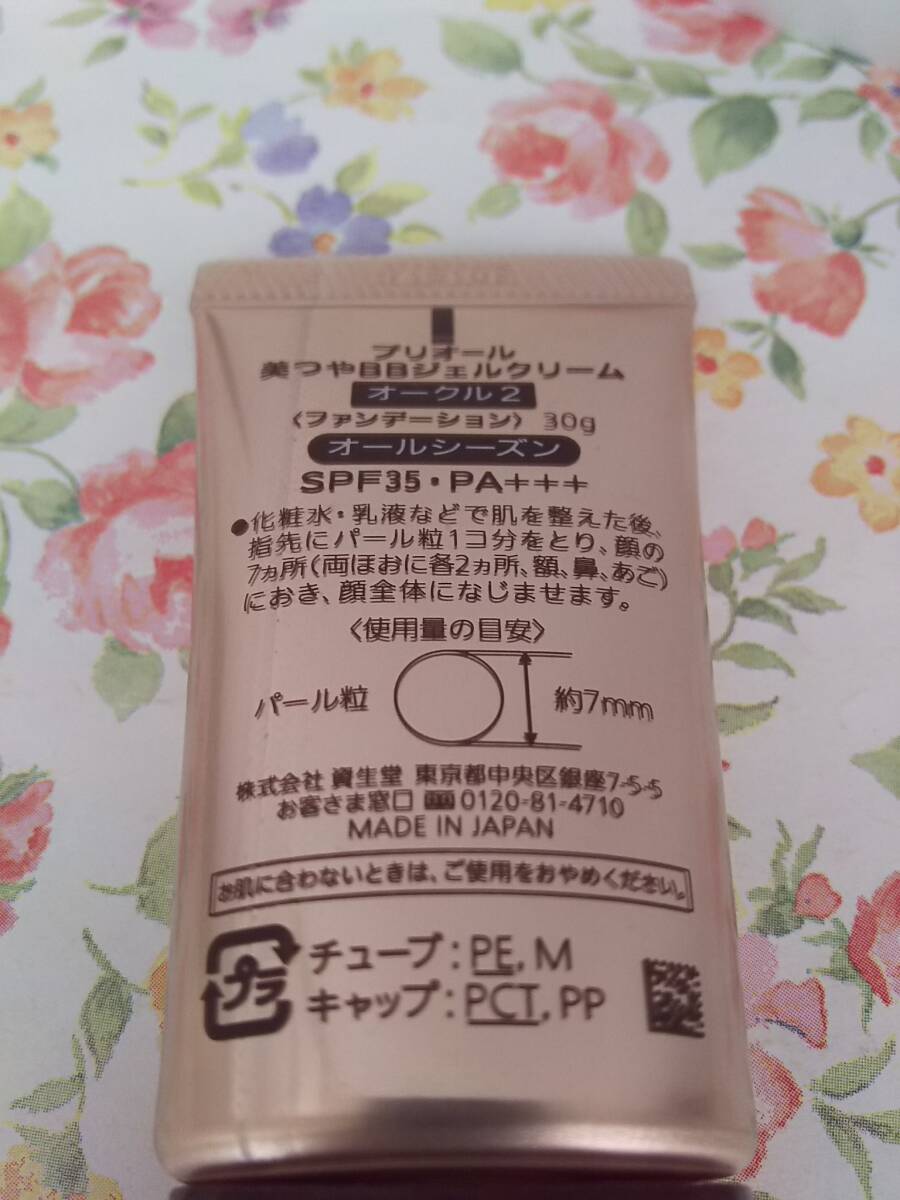 プリオール
美つやBBジェルクリーム
オークル2
〈ファンデーション〉 30g
オールシーズン
SPF35・PA+++
●化粧水・乳液などで肌を整えた後、
指先にパール粒1コ分をとり、顔の
7ヵ所(両ほおに各2ヵ所、額、鼻、あご)
におき、顔全体になじませます。
〈使用量の目安〉
パール粒 約7mm
株式会社 資生堂 東京都中央区銀座7-5-5
お客さま窓口 0120-81-4710
MADE IN JAPAN
お肌に合わないときは、ご使用をおやめください。
プラ チューブ:PE, M
キャップ:PCT, PP